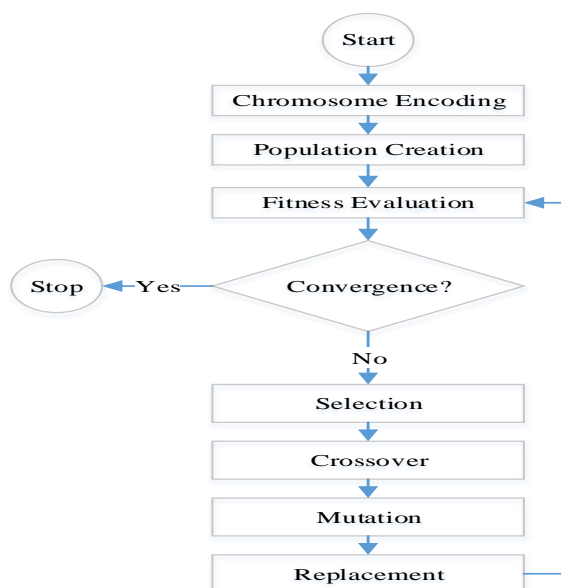 Start
Chromosome Encoding
Population Creation
Fitness Evaluation
Convergence?
Yes
Stop
No
Selection
Crossover
Mutation
Replacement